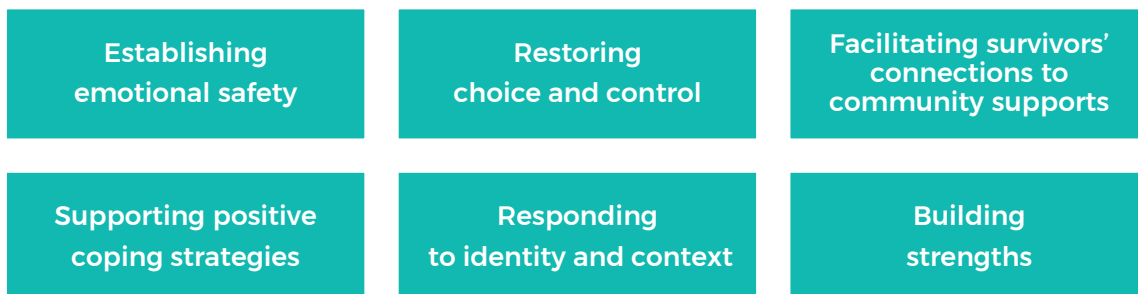 Establishing
emotional safety
Restoring
choice and control
Facilitating survivors’
connections to
community supports
Supporting positive
coping strategies
Responding
to identity and context
Building
strengths